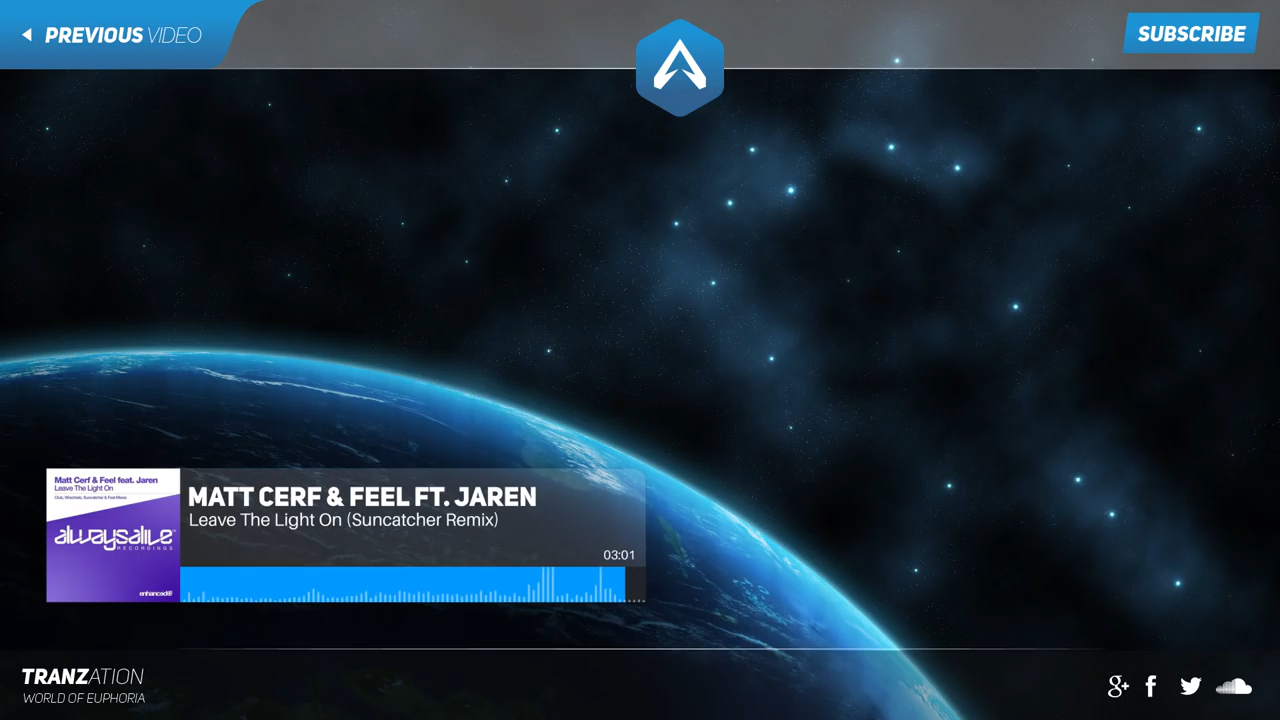 PREVIOUS VIDEO
SUBSCRIBE
Matt Cerf & Feel feat. Jaren
Leave The Light On
alwaysalive
RECORDINGS
enhanced
MATT CERF & FEEL FT. JAREN
Leave The Light On (Suncatcher Remix)
03:01
TRANZATION
WORLD OF EUPHORIA